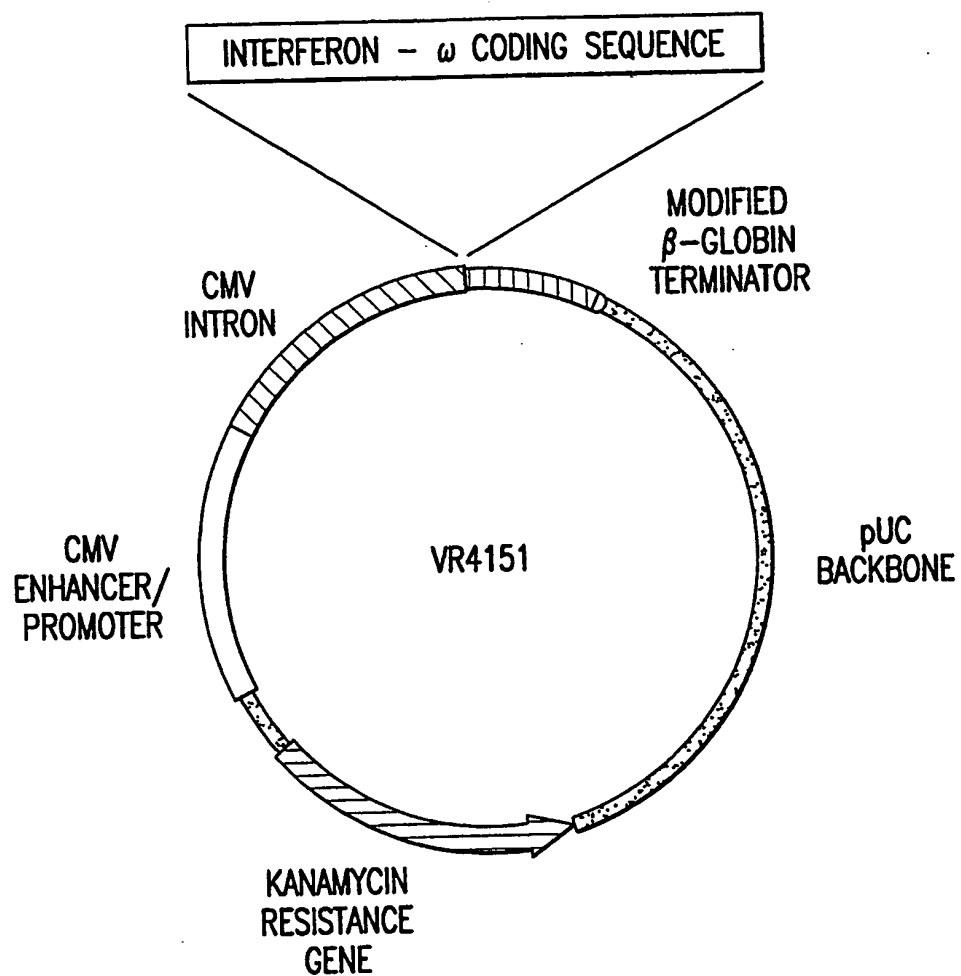 INTERFERON - ω CODING SEQUENCE
MODIFIED
β-GLOBIN
TERMINATOR
CMV
INTRON
CMV
ENHANCER/
PROMOTER
VR4151
pUC
BACKBONE
KANAMYCIN
RESISTANCE
GENE